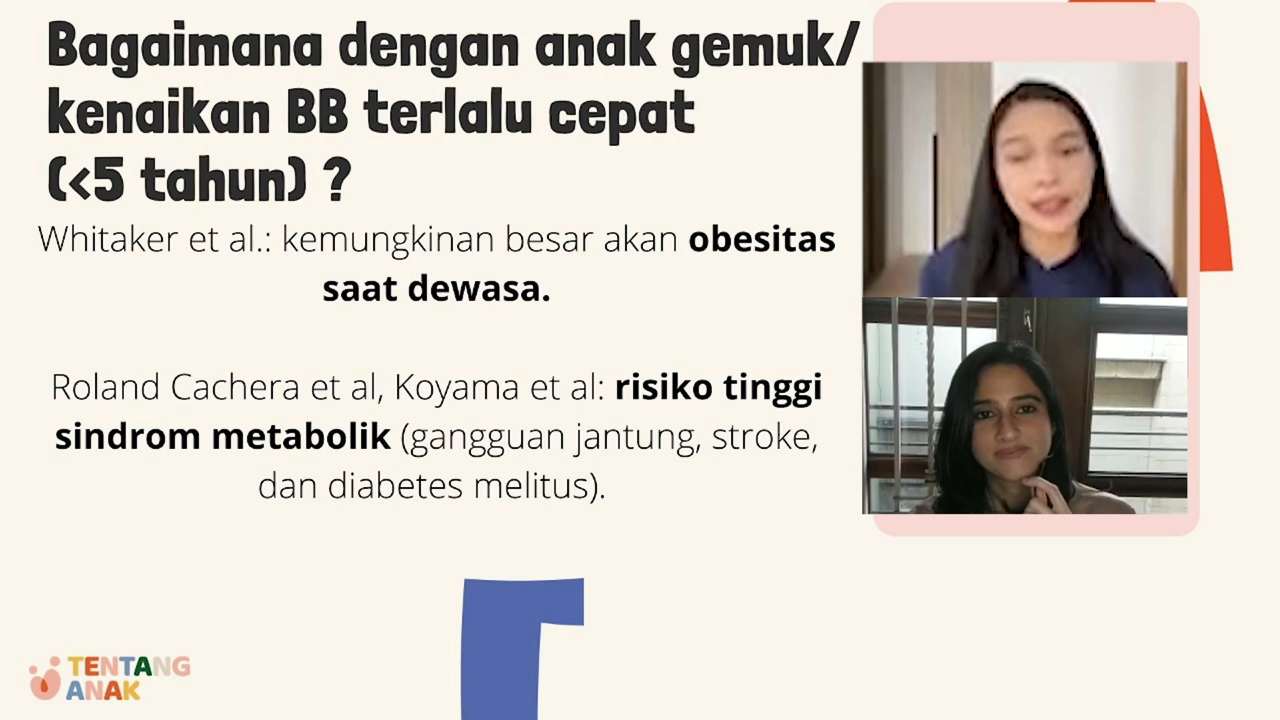 Bagaimana dengan anak gemuk/
kenaikan BB terlalu cepat
(<5 tahun) ?
Whitaker et al.: kemungkinan besar akan obesitas
saat dewasa.
Roland Cachera et al, Koyama et al: risiko tinggi
sindrom metabolik (gangguan jantung, stroke,
dan diabetes melitus).
TENTANG
ANAK